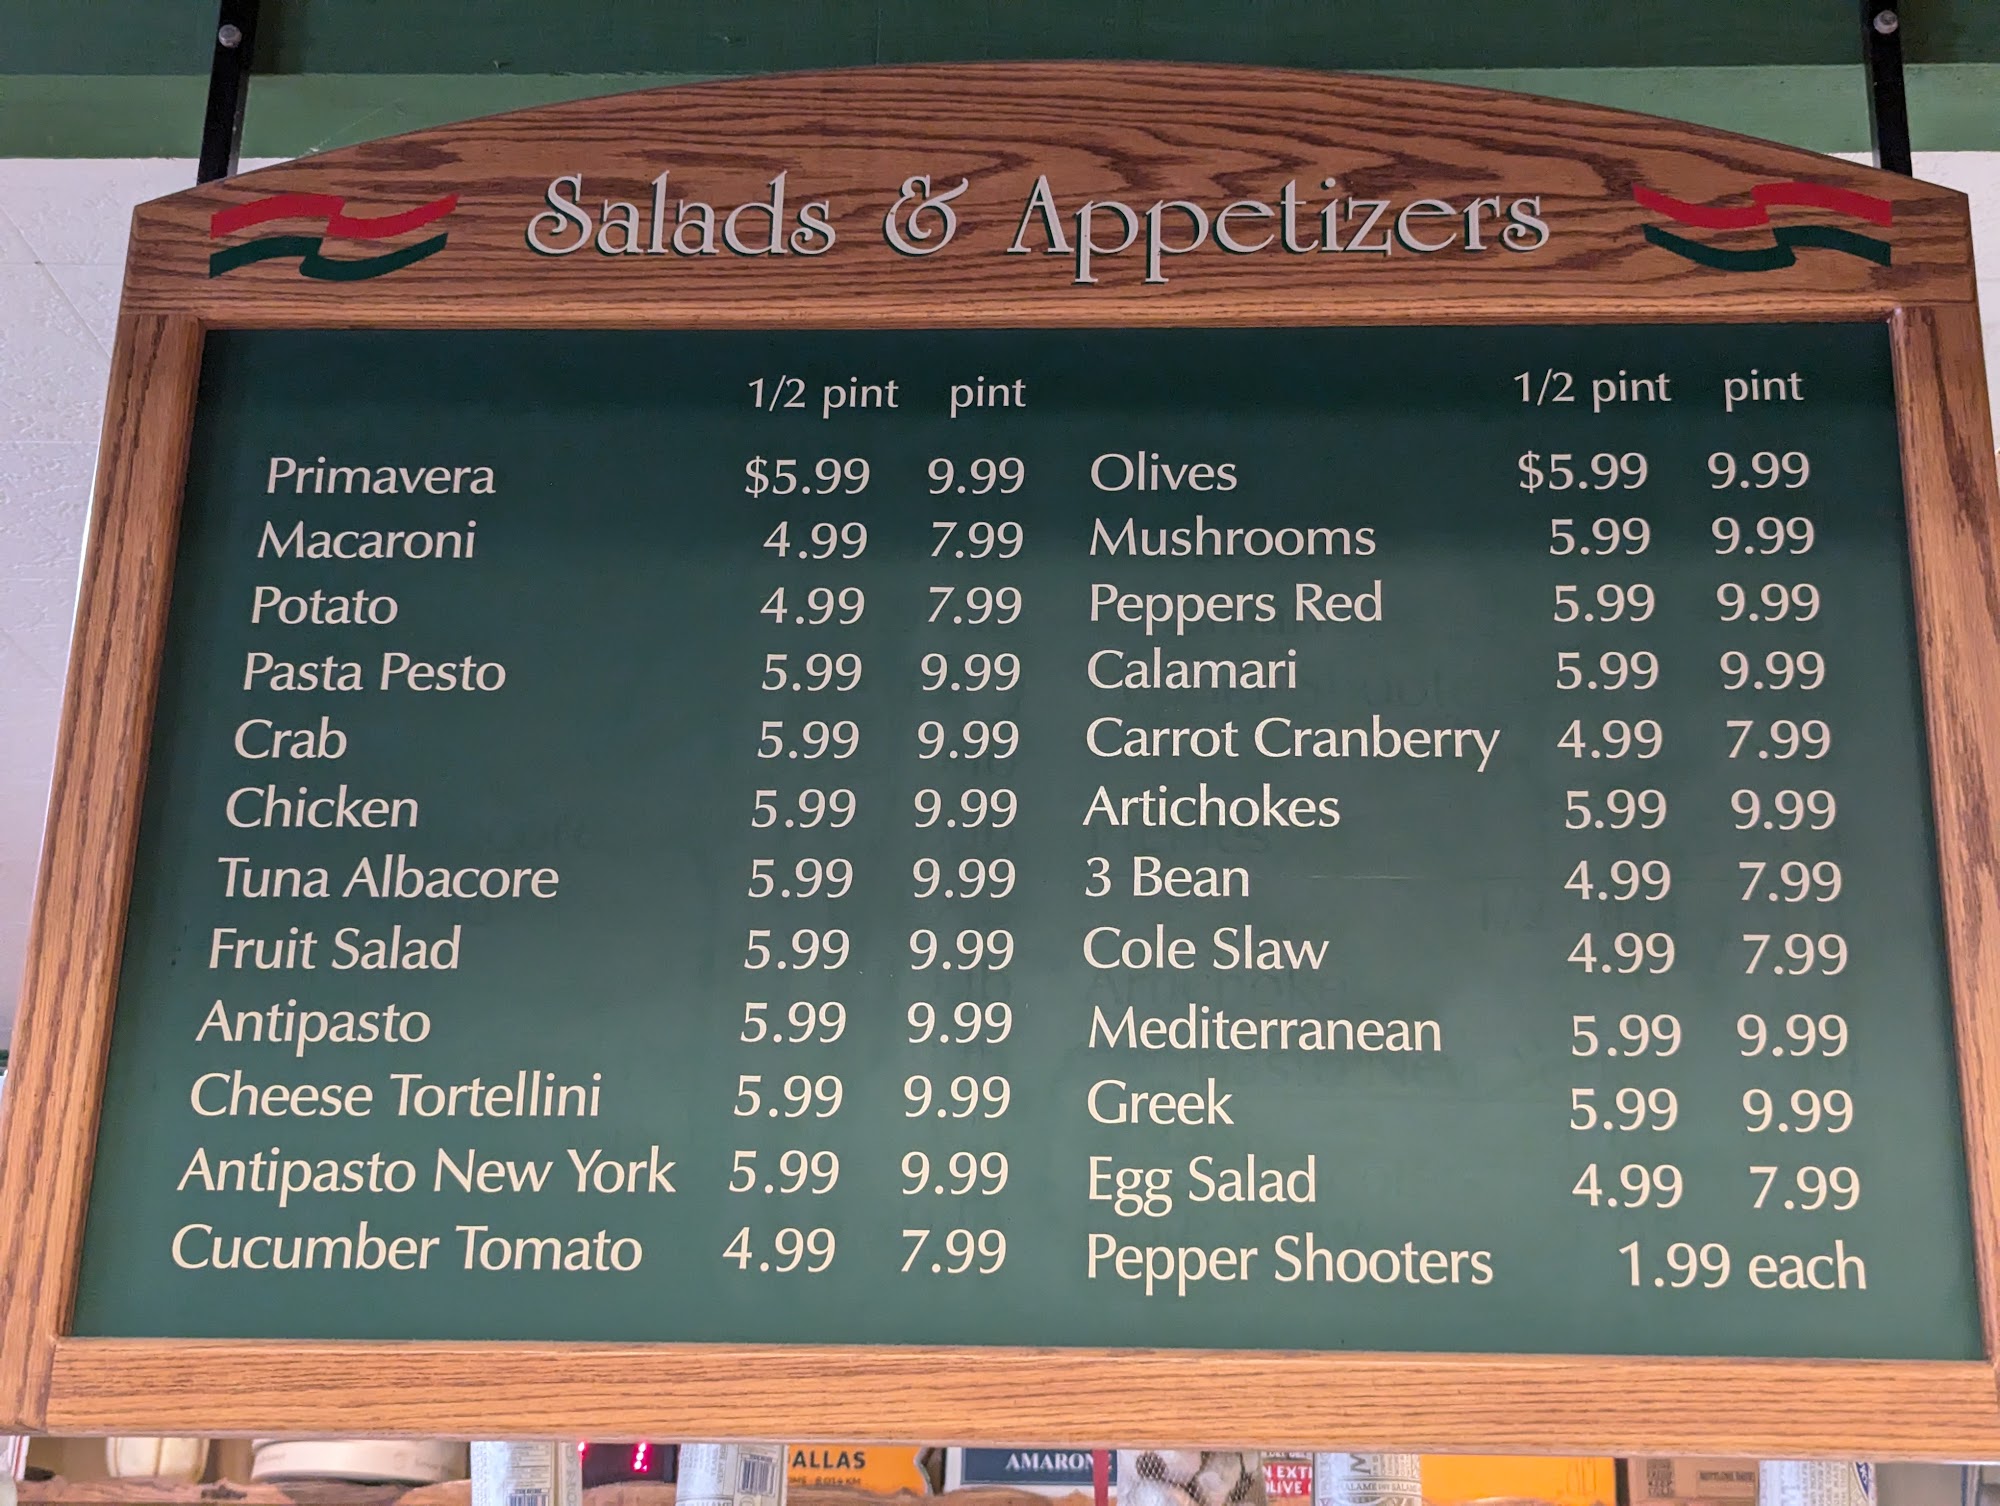 Salads & Appetizers
1/2 pint pint
Primavera $5.99 9.99
Macaroni 4.99 7.99
Potato 4.99 7.99
Pasta Pesto 5.99 9.99
Crab 5.99 9.99
Chicken 5.99 9.99
Tuna Albacore 5.99 9.99
Fruit Salad 5.99 9.99
Antipasto 5.99 9.99
Cheese Tortellini 5.99 9.99
Antipasto New York 5.99 9.99
Cucumber Tomato 4.99 7.99
1/2 pint pint
Olives $5.99 9.99
Mushrooms 5.99 9.99
Peppers Red 5.99 9.99
Calamari 5.99 9.99
Carrot Cranberry 4.99 7.99
Artichokes 5.99 9.99
3 Bean 4.99 7.99
Cole Slaw 4.99 7.99
Mediterranean 5.99 9.99
Greek 5.99 9.99
Egg Salad 4.99 7.99
Pepper Shooters 1.99 each